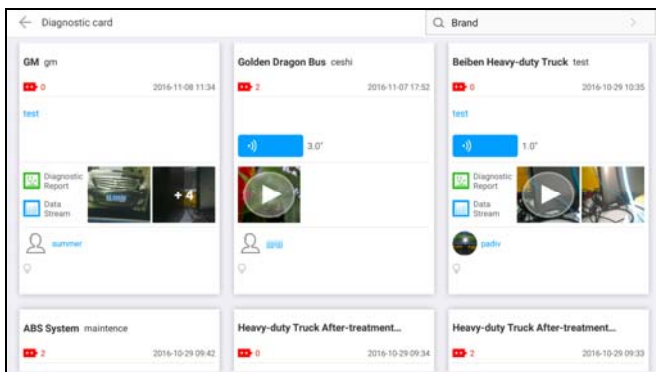 Diagnostic card
Brand
GM gm
0 2016-11-08 11:34
test
Diagnostic
Report
+ 4
Data
Stream
summer
Golden Dragon Bus ceshi
2 2016-11-07 17:52
3.0"
Beiben Heavy-duty Truck test
0 2016-10-29 10:35
test
1.0"
Diagnostic
Report
Data
Stream
padiv
ABS System maintence
2 2016-10-29 09:42
Heavy-duty Truck After-treatment...
0 2016-10-29 09:34
Heavy-duty Truck After-treatment...
2 2016-10-29 09:33